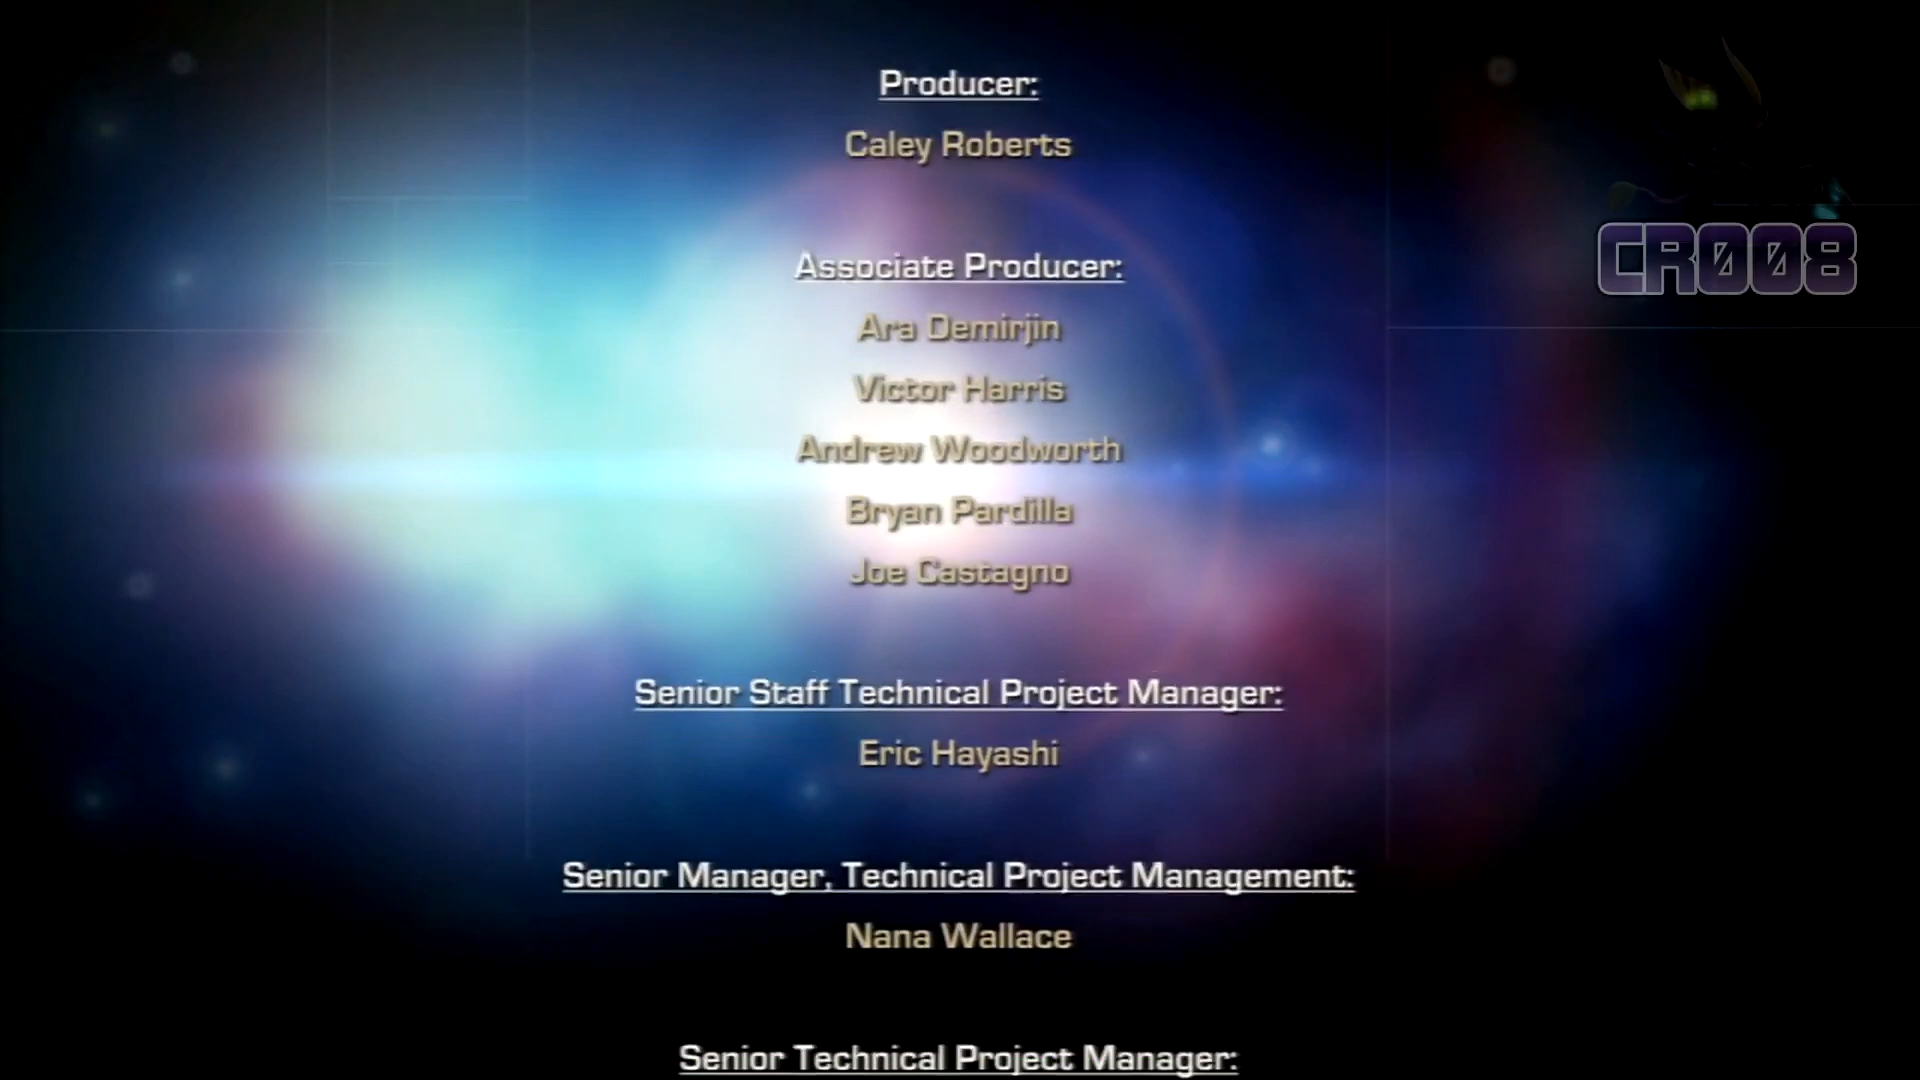 Producer:
Caley Roberts
CR008
Associate Producer:
Ara Demirjin
Victor Harris
Andrew Woodworth
Bryan Pardilla
Joe Castagno
Senior Staff Technical Project Manager:
Eric Hayashi
Senior Manager, Technical Project Management:
Nana Wallace
Senior Technical Project Manager: